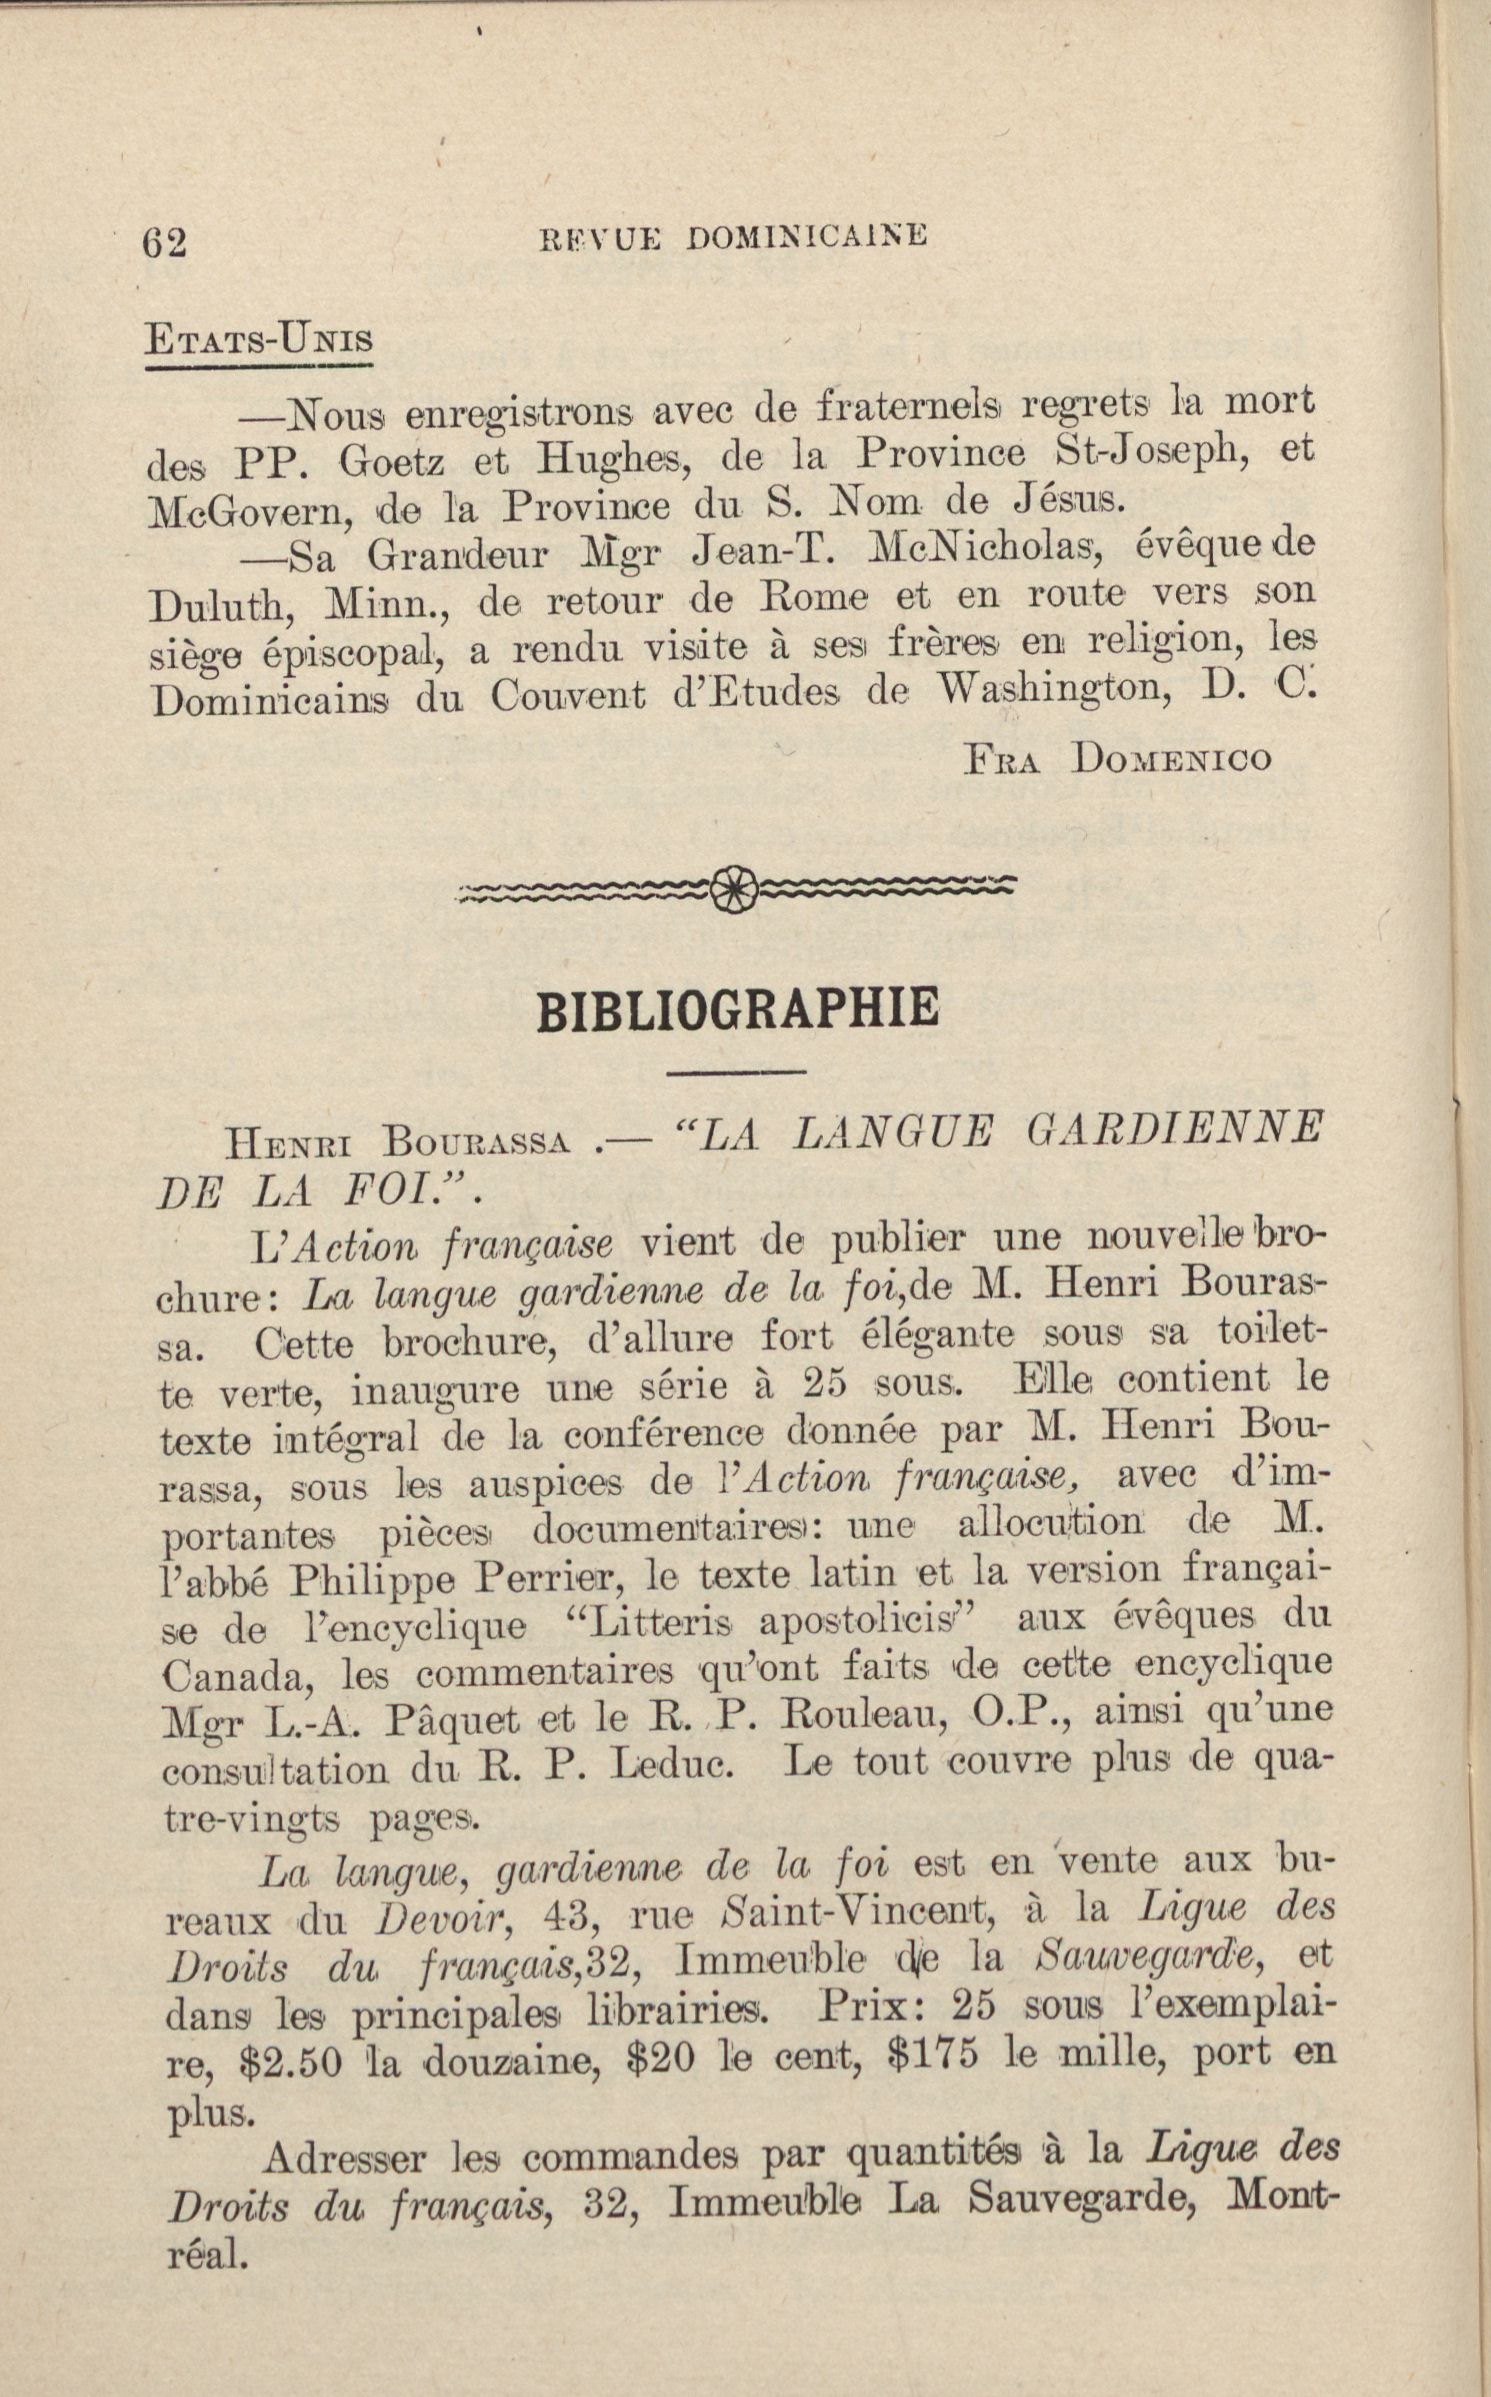 62 REVUE DOMINICAINE
ETATS-UNIS
—Nous enregistrons avec de fraternels regrets la mort
des PP. Goetz et Hughes, de la Province St-Joseph, et
McGovern, de la Province du S. Nom de Jésus.
—Sa Grandeur Mgr Jean-T. McNicholas, évêque de
Duluth, Minn., de retour de Rome et en route vers son
siège épiscopal, a rendu visite à ses frères en religion, les
Dominicains du Couvent d'Etudes de Washington, D. C.
FRA DOMENICO
BIBLIOGRAPHIE
HENRI BOURASSA .— “LA LANGUE GARDIENNE
DE LA FOI.”.
L'Action française vient de publier une nouvelle bro-
chure: La langue gardienne de la foi,de M. Henri Bouras-
sa. Cette brochure, d'allure fort élégante sous sa toilet-
te verte, inaugure une série à 25 sous. Elle contient le
texte intégral de la conférence donnée par M. Henri Bou-
rassa, sous les auspices de l'Action française, avec d'im-
portantes pièces documentaires: une allocution de M.
l'abbé Philippe Perrier, le texte latin et la version françai-
se de l'encyclique “Litteris apostolicis” aux évêques du
Canada, les commentaires qu'ont faits de cette encyclique
Mgr L.-A. Pâquet et le R. P. Rouleau, O.P., ainsi qu'une
consultation du R. P. Leduc. Le tout couvre plus de qua-
tre-vingts pages.
La langue, gardienne de la foi est en vente aux bu-
reaux du Devoir, 43, rue Saint-Vincent, à la Ligue des
Droits du français,32, Immeuble de la Sauvegarde, et
dans les principales librairies. Prix: 25 sous l'exemplai-
re, $2.50 la douzaine, $20 le cent, $175 le mille, port en
plus.
Adresser les commandes par quantités à la Ligue des
Droits du français, 32, Immeuble La Sauvegarde, Mont-
réal.